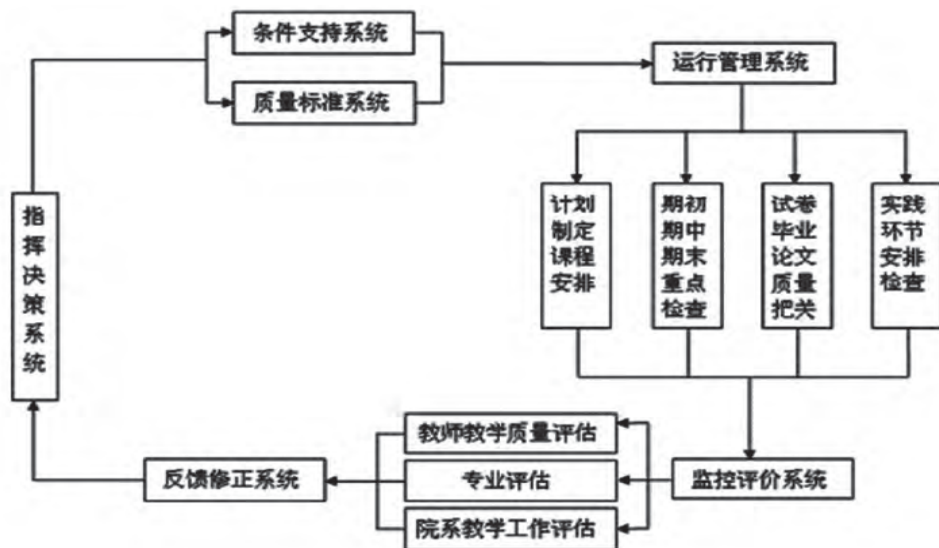 条件支持系统
质量标准系统
运行管理系统
指
挥
决
策
系
统
计划
制定
课程
安排
期初
期中
期末
重点
检查
试卷
毕业
论文
质量
把关
实践
环节
安排
检查
教师教学质量评估
反馈修正系统
专业评估
监控评价系统
院系教学工作评估